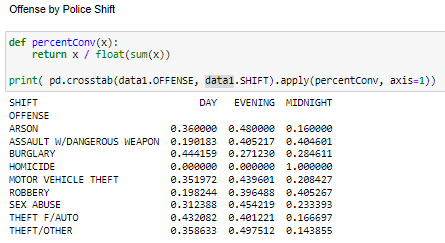 Offense by Police Shift
def percentConv(x):
    return x / float(sum(x))
print( pd.crosstab(data1.OFFENSE, data1.SHIFT).apply(percentConv, axis=1))
SHIFT DAY EVENING MIDNIGHT
OFFENSE
ARSON 0.360000 0.480000 0.160000
ASSAULT W/DANGEROUS WEAPON 0.190183 0.405217 0.404601
BURGLARY 0.444159 0.271230 0.284611
HOMICIDE 0.000000 0.000000 1.000000
MOTOR VEHICLE THEFT 0.351972 0.439601 0.208427
ROBBERY 0.198244 0.396488 0.405267
SEX ABUSE 0.312388 0.454219 0.233393
THEFT F/AUTO 0.432082 0.401221 0.166697
THEFT/OTHER 0.358633 0.497512 0.143855